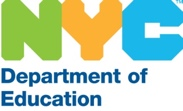 NYC
Department of
Education